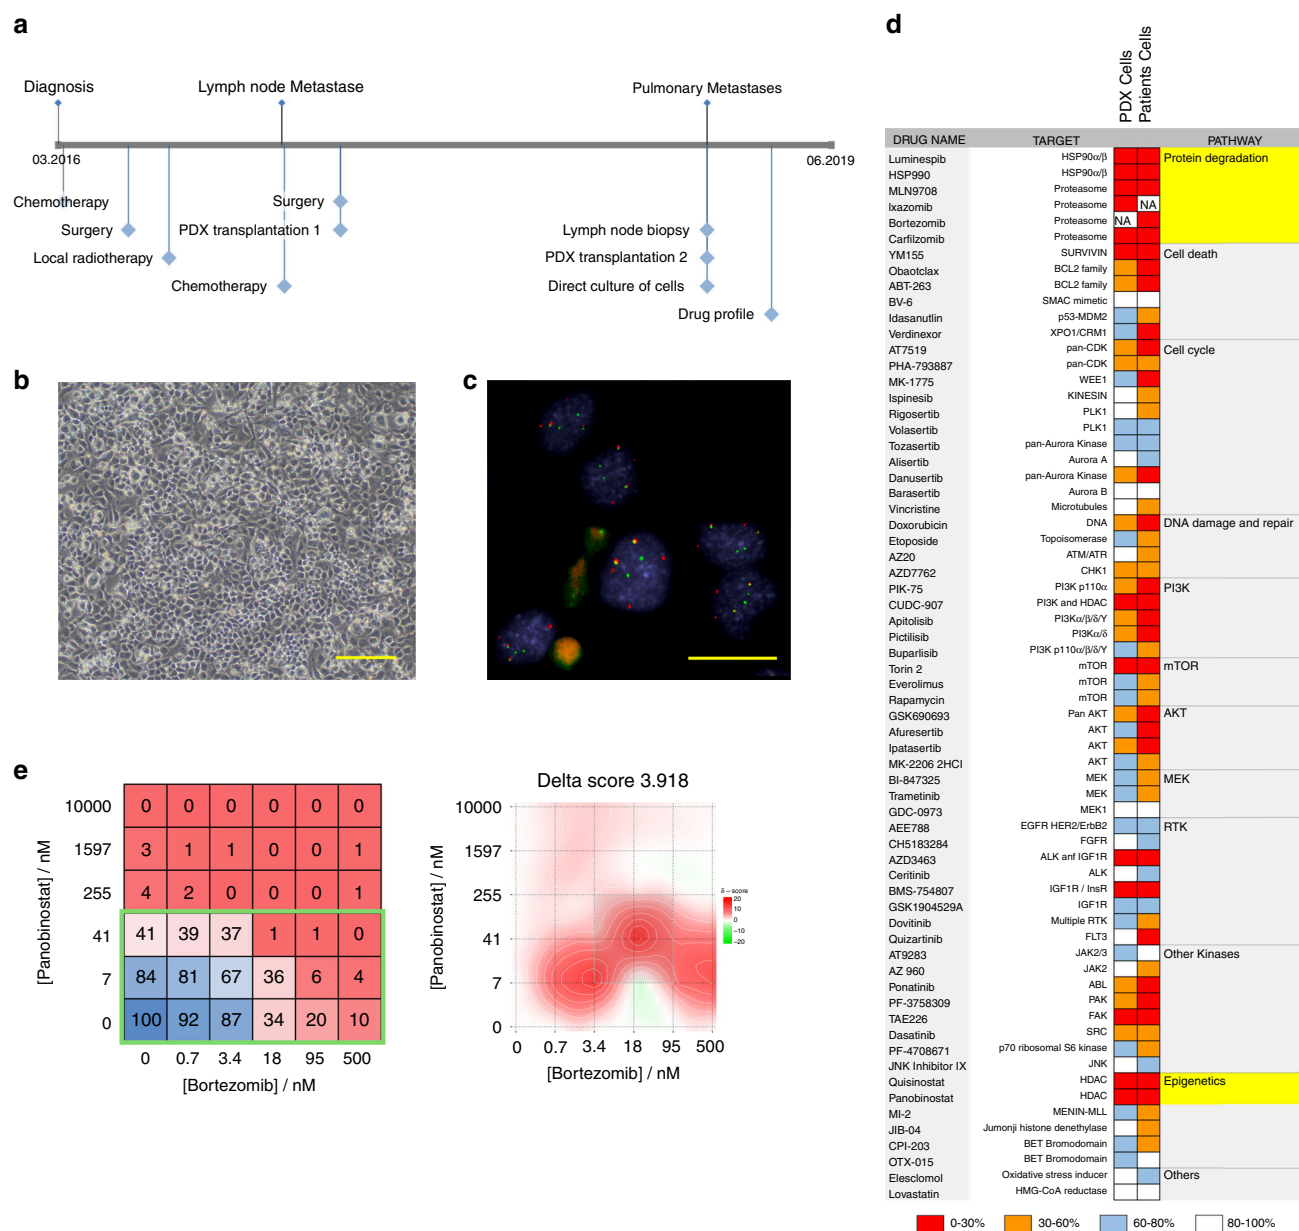 a
Diagnosis
Lymph node Metastase
Pulmonary Metastases
03.2016
06.2019
Chemotherapy
Surgery
Surgery
PDX transplantation 1
Lymph node biopsy
Local radiotherapy
PDX transplantation 2
Chemotherapy
Direct culture of cells
Drug profile
b
c
d
PDX Cells
Patients Cells
DRUG NAME TARGET PATHWAY
Luminespib HSP90α/β Protein degradation
HSP990 HSP90α/β
MLN9708 Proteasome
Ixazomib Proteasome NA
Bortezomib Proteasome NA
Carfilzomib Proteasome
YM155 SURVIVIN Cell death
Obaotclax BCL2 family
ABT-263 BCL2 family
BV-6 SMAC mimetic
Idasanutlin p53-MDM2
Verdinexor XPO1/CRM1
AT7519 pan-CDK Cell cycle
PHA-793887 pan-CDK
MK-1775 WEE1
Ispinesib KINESIN
Rigosertib PLK1
Volasertib PLK1
Tozasertib pan-Aurora Kinase
Alisertib Aurora A
Danusertib pan-Aurora Kinase
Barasertib Aurora B
Vincristine Microtubules
Doxorubicin DNA DNA damage and repair
Etoposide Topoisomerase
AZ20 ATM/ATR
AZD7762 CHK1
PIK-75 PI3K p110α PI3K
CUDC-907 PI3K and HDAC
Apitolisib PI3Kα/β/δ/Y
Pictilisib PI3Kα/δ
Buparlisib PI3K p110α/β/δ/Y
Torin 2 mTOR mTOR
Everolimus mTOR
Rapamycin mTOR
GSK690693 Pan AKT AKT
Afuresertib AKT
Ipatasertib AKT
MK-2206 2HCl AKT
BI-847325 MEK MEK
Trametinib MEK
GDC-0973 MEK1
AEE788 EGFR HER2/ErbB2 RTK
CH5183284 FGFR
AZD3463 ALK anf IGF1R
Ceritinib ALK
BMS-754807 IGF1R / InsR
GSK1904529A IGF1R
Dovitinib Multiple RTK
Quizartinib FLT3
AT9283 JAK2/3 Other Kinases
AZ 960 JAK2
Ponatinib ABL
PF-3758309 PAK
TAE226 FAK
Dasatinib SRC
PF-4708671 p70 ribosomal S6 kinase
JNK Inhibitor IX JNK
Quisinostat HDAC Epigenetics
Panobinostat HDAC
MI-2 MENIN-MLL
JIB-04 Jumonji histone denethylase
CPI-203 BET Bromodomain
OTX-015 BET Bromodomain
Elesclomol Oxidative stress inducer Others
Lovastatin HMG-CoA reductase
0-30% 30-60% 60-80% 80-100%
e
[Panobinostat] / nM
10000 0 0 0 0 0 0
1597 3 1 1 0 0 1
255 4 2 0 0 0 1
41 41 39 37 1 1 0
7 84 81 67 36 6 4
0 100 92 87 34 20 10
0 0.7 3.4 18 95 500
[Bortezomib] / nM
Delta score 3.918
[Panobinostat] / nM
10000
1597
255
41
7
0
0 0.7 3.4 18 95 500
[Bortezomib] / nM
δ – score
20
10
0
−10
−20